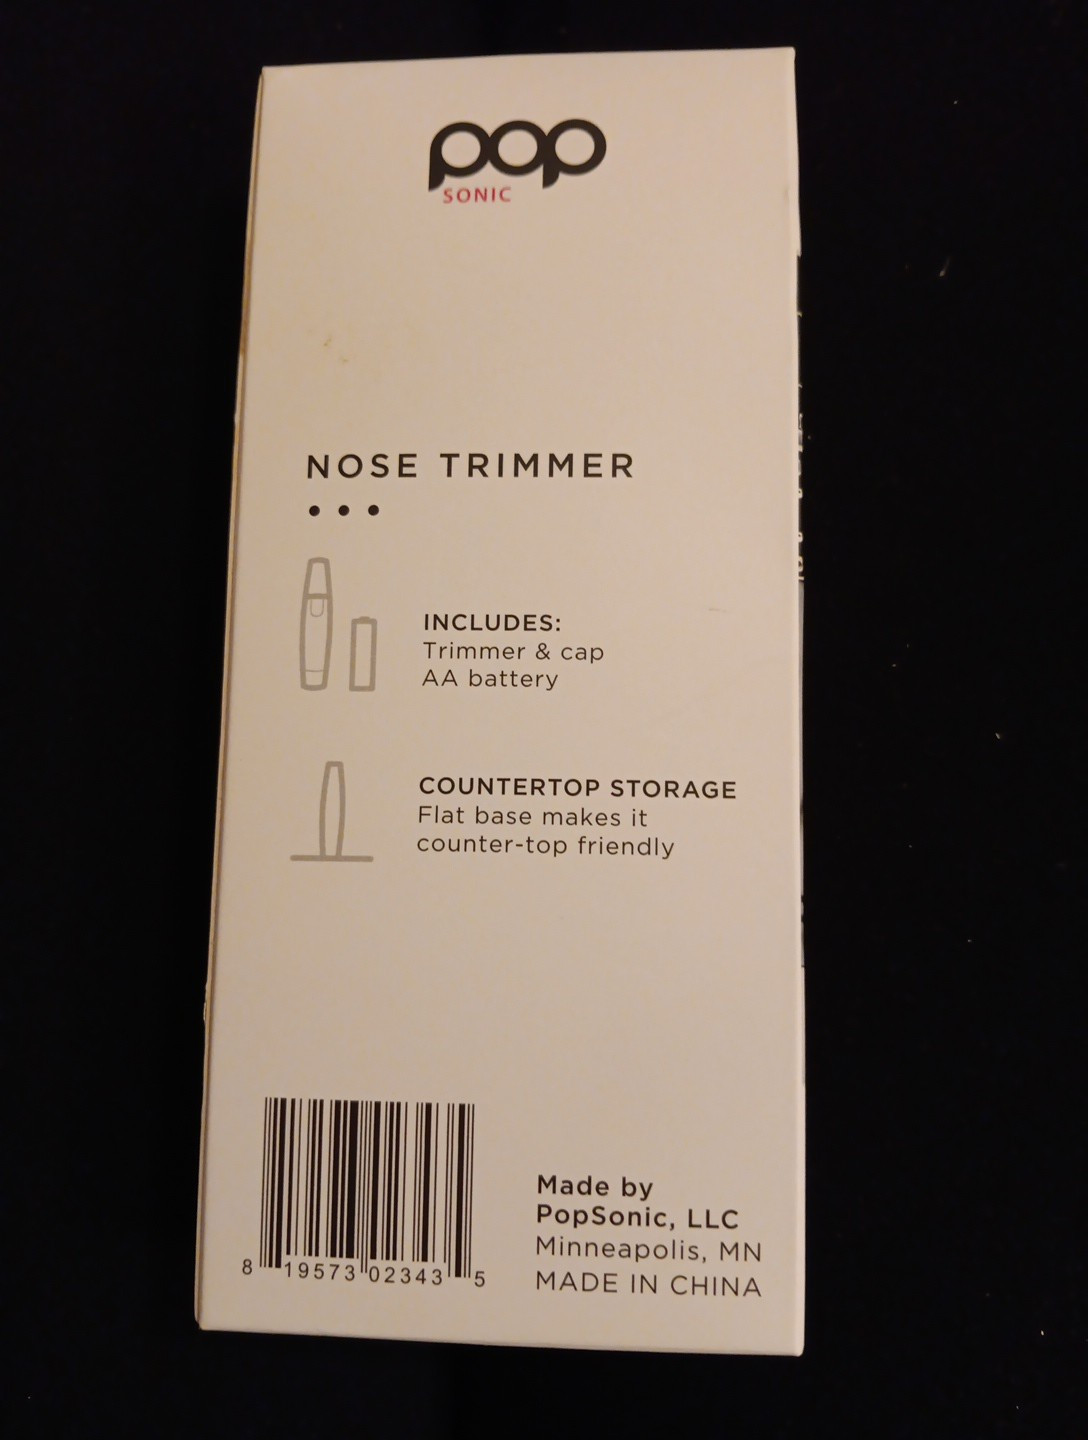 pop
SONIC
NOSE TRIMMER
INCLUDES:
Trimmer & cap
AA battery
COUNTERTOP STORAGE
Flat base makes it
counter-top friendly
8 19573 02343 5
Made by
PopSonic, LLC
Minneapolis, MN
MADE IN CHINA